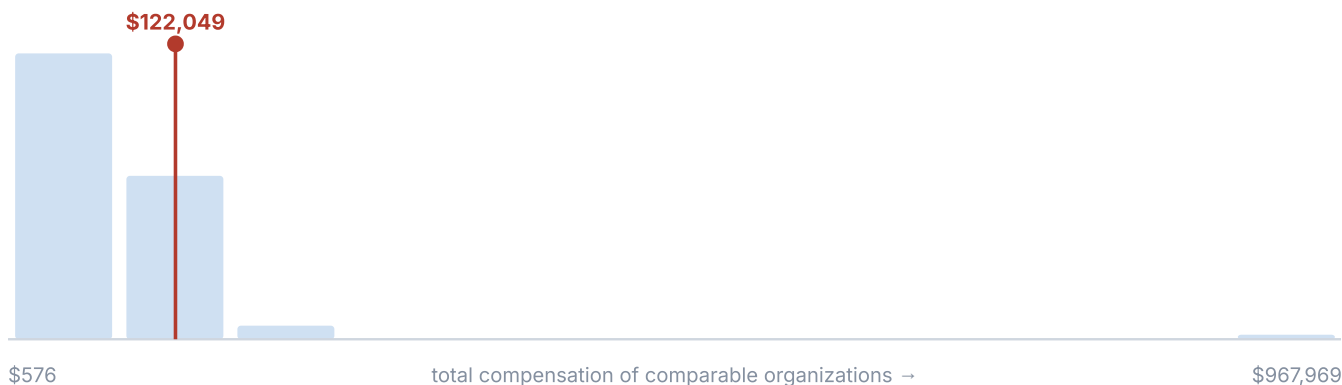 $122,049
$576 total compensation of comparable organizations → $967,969